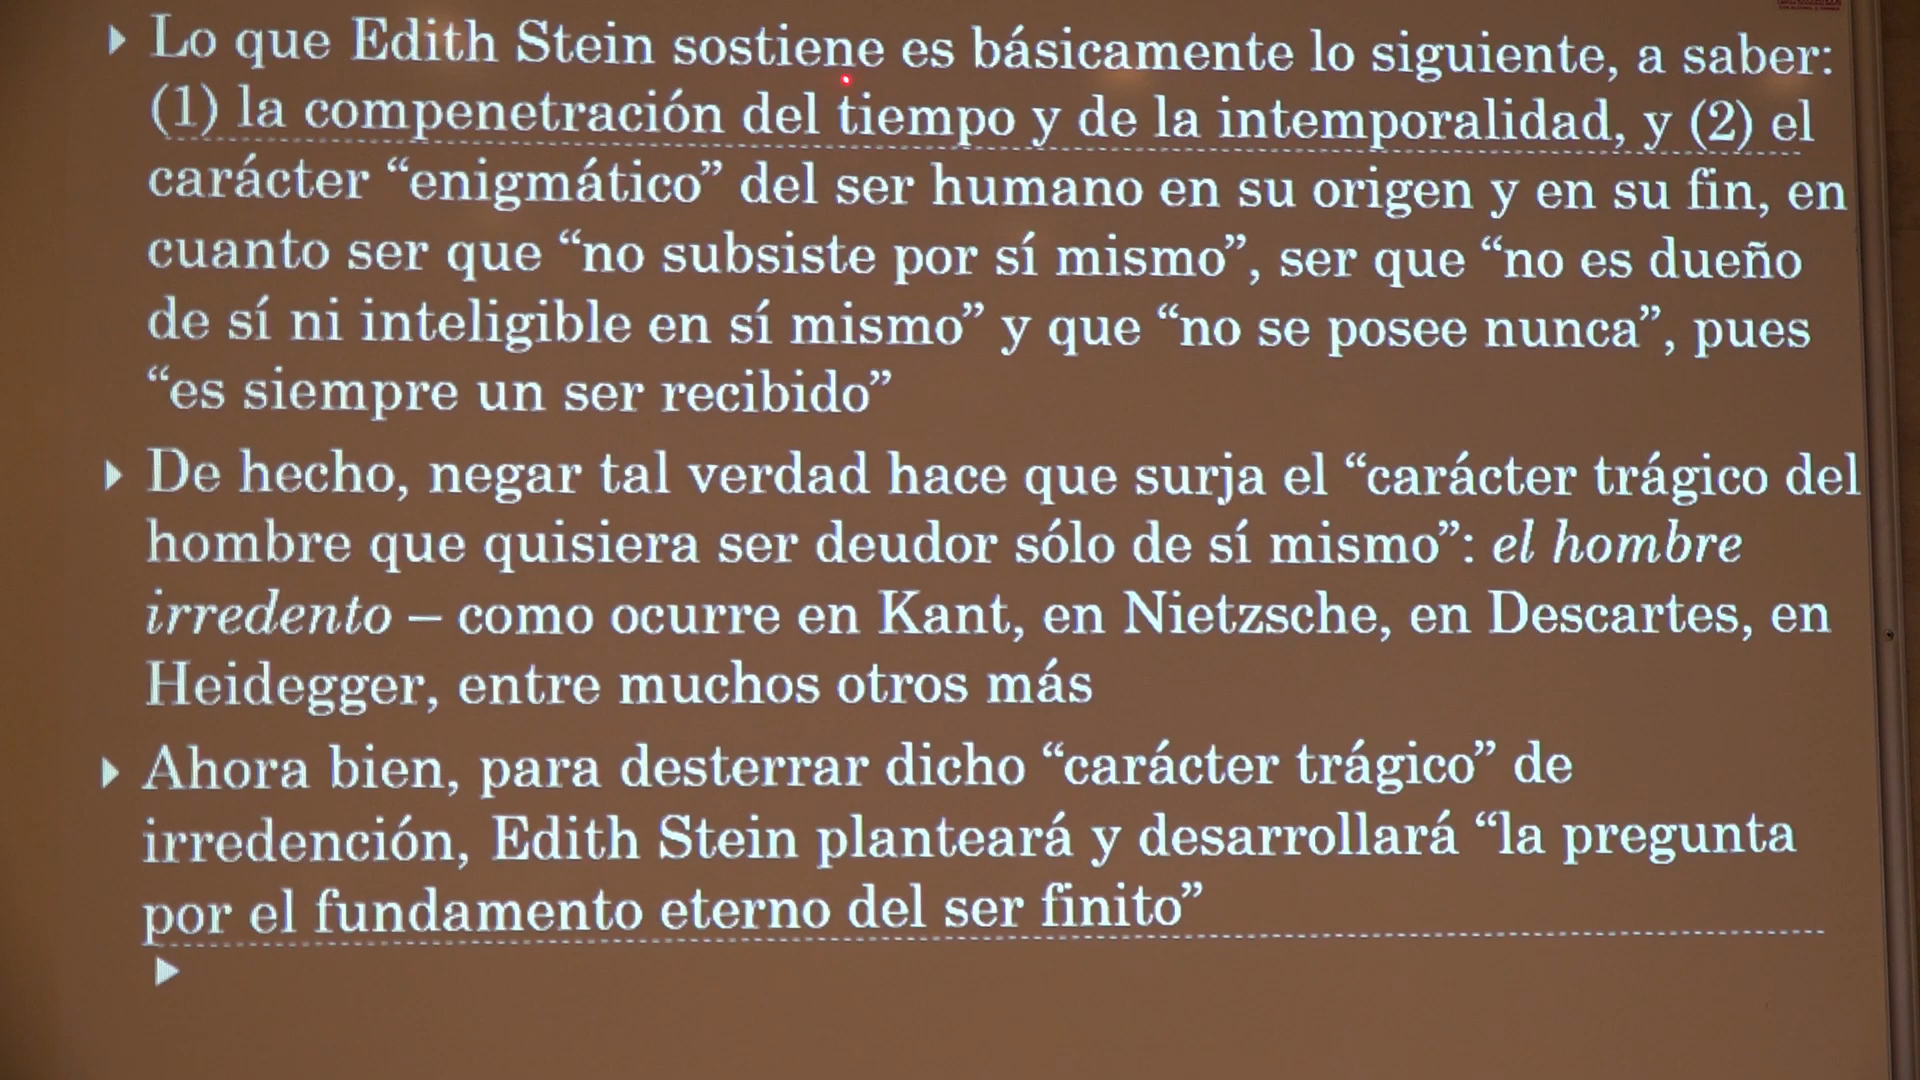 Lo que Edith Stein sostiene es básicamente lo siguiente, a saber:
(1) la compenetración del tiempo y de la intemporalidad, y (2) el
carácter “enigmático” del ser humano en su origen y en su fin, en
cuanto ser que “no subsiste por sí mismo”, ser que “no es dueño
de sí ni inteligible en sí mismo” y que “no se posee nunca”, pues
“es siempre un ser recibido”
De hecho, negar tal verdad hace que surja el “carácter trágico del
hombre que quisiera ser deudor sólo de sí mismo”: el hombre
irredento – como ocurre en Kant, en Nietzsche, en Descartes, en
Heidegger, entre muchos otros más
Ahora bien, para desterrar dicho “carácter trágico” de
irredención, Edith Stein planteará y desarrollará “la pregunta
por el fundamento eterno del ser finito”